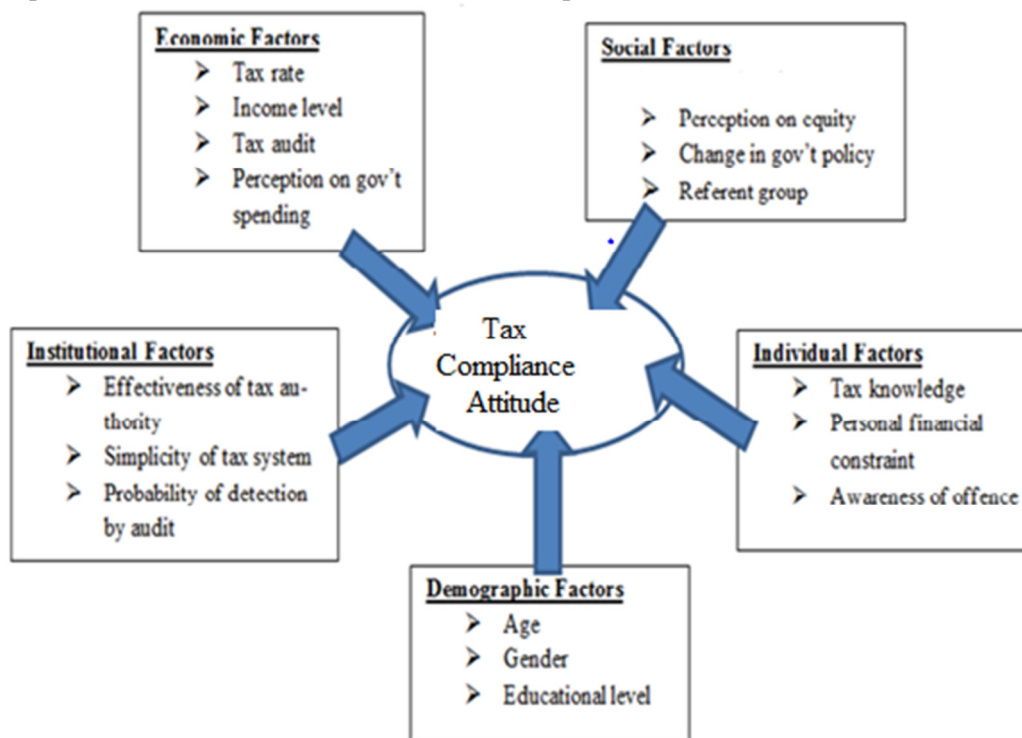 Economic Factors
➢ Tax rate
➢ Income level
➢ Tax audit
➢ Perception on gov't
spending
Social Factors
➢ Perception on equity
➢ Change in gov't policy
➢ Referent group
Tax
Compliance
Attitude
Institutional Factors
➢ Effectiveness of tax au-
thority
➢ Simplicity of tax system
➢ Probability of detection
by audit
Individual Factors
➢ Tax knowledge
➢ Personal financial
constraint
➢ Awareness of offence
Demographic Factors
➢ Age
➢ Gender
➢ Educational level